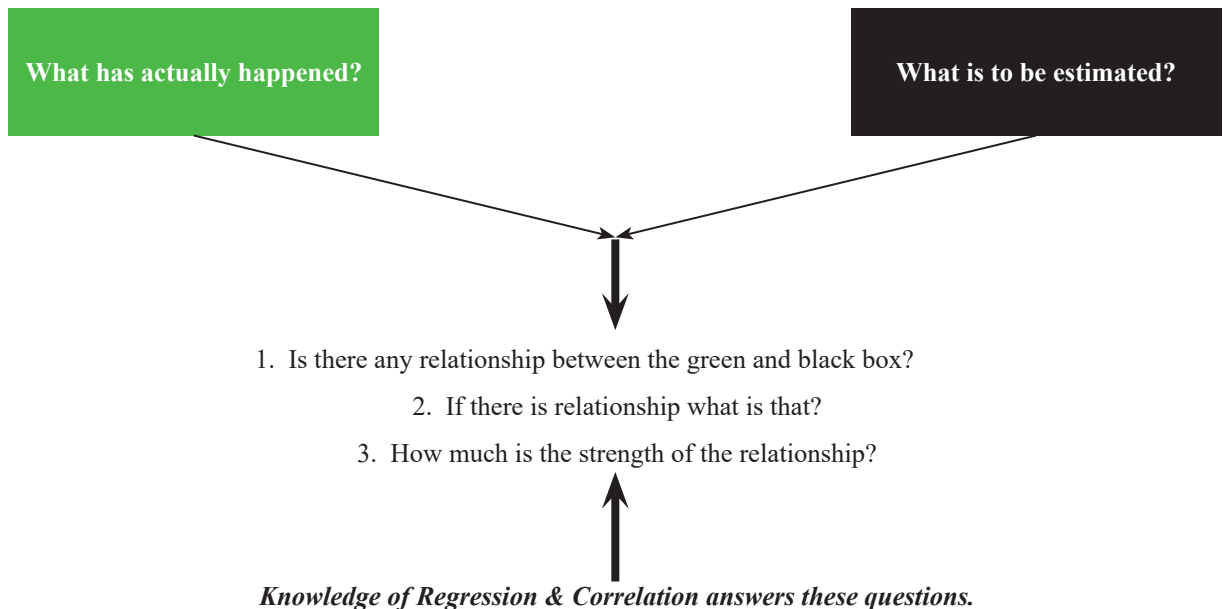 What has actually happened?
What is to be estimated?
1. Is there any relationship between the green and black box?
2. If there is relationship what is that?
3. How much is the strength of the relationship?
Knowledge of Regression & Correlation answers these questions.